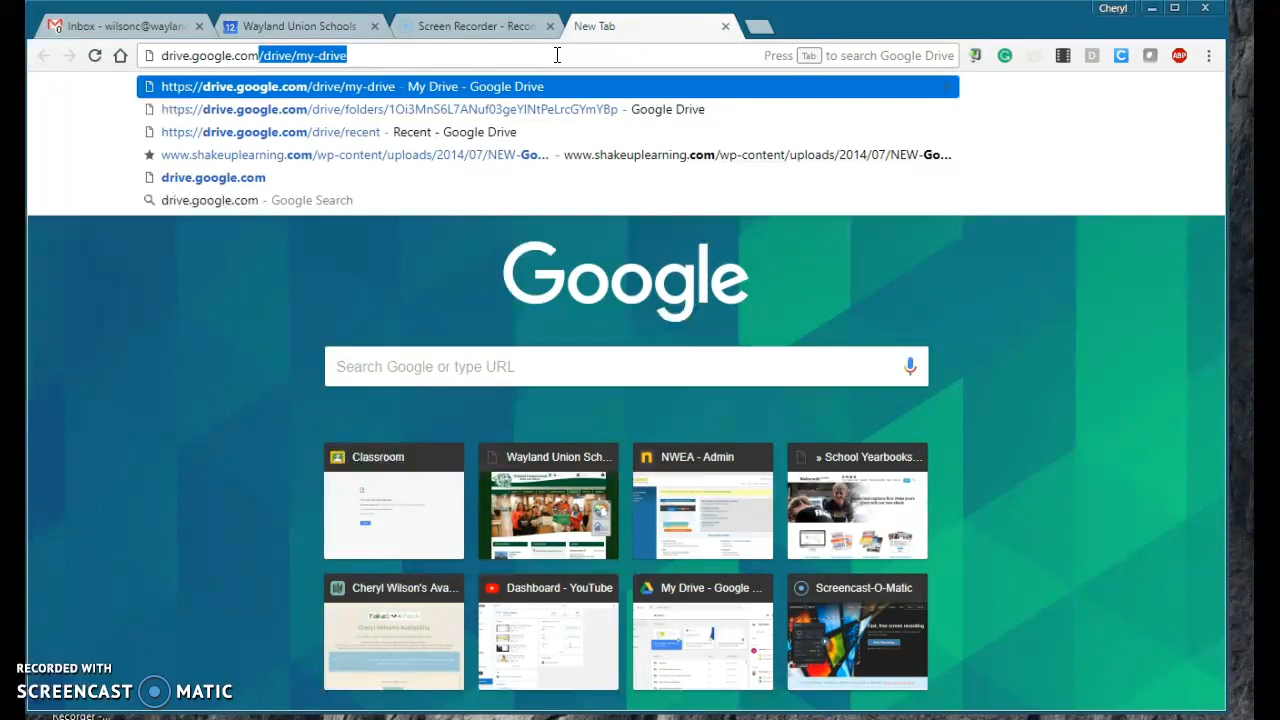 Cheryl
Inbox - wilsonc@waylan
12 Wayland Union Schools
Screen Recorder - Recor
New Tab
drive.google.com/drive/my-drive
Press Tab to search Google Drive
ABP
https://drive.google.com/drive/my-drive - My Drive - Google Drive
https://drive.google.com/drive/folders/1Oi3MnS6L7ANuf03geYINtPeLrcGYmYBp - Google Drive
https://drive.google.com/drive/recent - Recent - Google Drive
www.shakeuplearning.com/wp-content/uploads/2014/07/NEW-Go... - www.shakeuplearning.com/wp-content/uploads/2014/07/NEW-Go...
drive.google.com
drive.google.com - Google Search
Google
Search Google or type URL
Classroom
Wayland Union Sch...
NWEA - Admin
» School Yearbooks...
Cheryl Wilson's Ava...
Dashboard - YouTube
My Drive - Google ...
Screencast-O-Matic
RECORDED WITH
SCREENCAST MATIC
Recorder -...